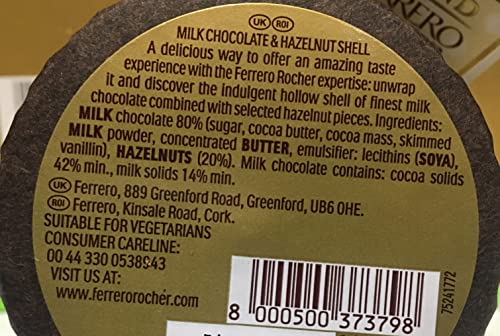 UK ROI
MILK CHOCOLATE & HAZELNUT SHELL
A delicious way to offer an amazing taste
experience with the Ferrero Rocher expertise: unwrap
it and discover the indulgent hollow shell of finest milk
chocolate combined with selected hazelnut pieces. Ingredients:
MILK chocolate 80% (sugar, cocoa butter, cocoa mass, skimmed
MILK powder, concentrated BUTTER, emulsifier: lecithins (SOYA),
vanillin), HAZELNUTS (20%). Milk chocolate contains: cocoa solids
42% min., milk solids 14% min.
UK Ferrero, 889 Greenford Road, Greenford, UB6 0HE.
ROI Ferrero, Kinsale Road, Cork.
SUITABLE FOR VEGETARIANS
CONSUMER CARELINE:
00 44 330 0538943
VISIT US AT:
www.ferrerorocher.com
8 000500 373798
75241772